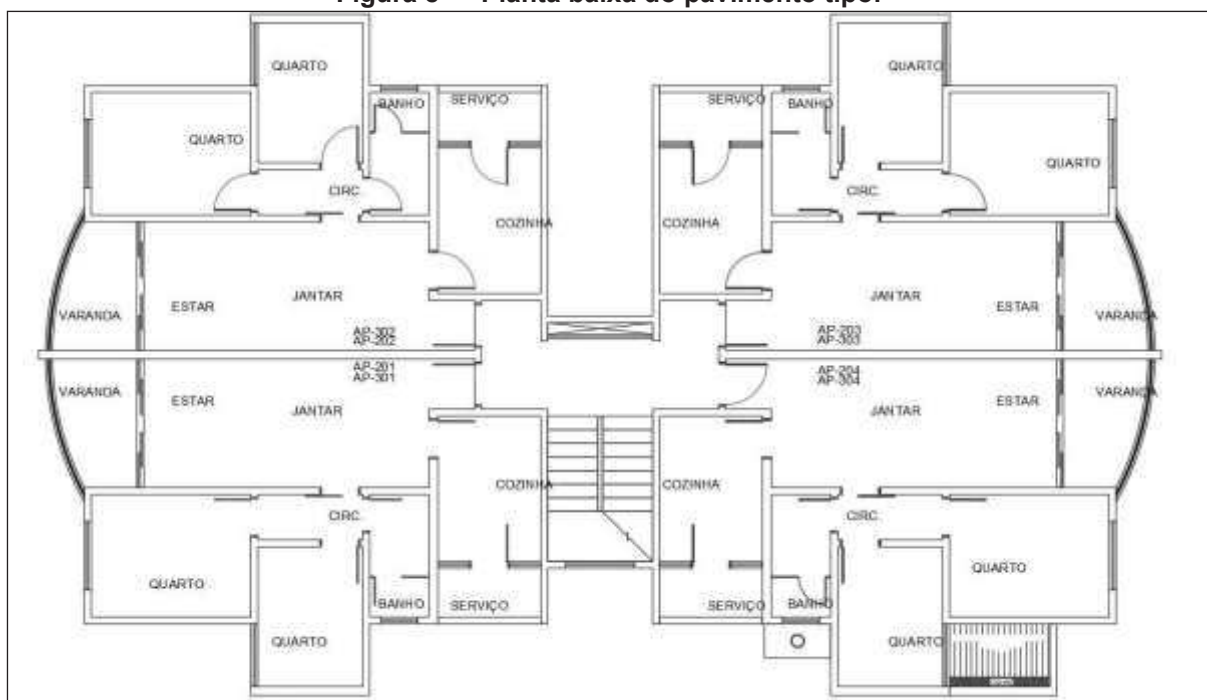 Figura 3 – Planta baixa do pavimento tipo.
QUARTO
QUARTO
BANHO
SERVIÇO
SERVIÇO
BANHO
QUARTO
QUARTO
CIRC.
CIRC.
COZINHA
COZINHA
VARANDA
ESTAR
JANTAR
JANTAR
ESTAR
VARANDA
AP-302
AP-202
AP-203
AP-303
AP-201
AP-301
AP-204
AP-304
VARANDA
ESTAR
JANTAR
JANTAR
ESTAR
VARANDA
COZINHA
COZINHA
CIRC.
CIRC.
QUARTO
QUARTO
BANHO
SERVIÇO
SERVIÇO
BANHO
QUARTO
QUARTO